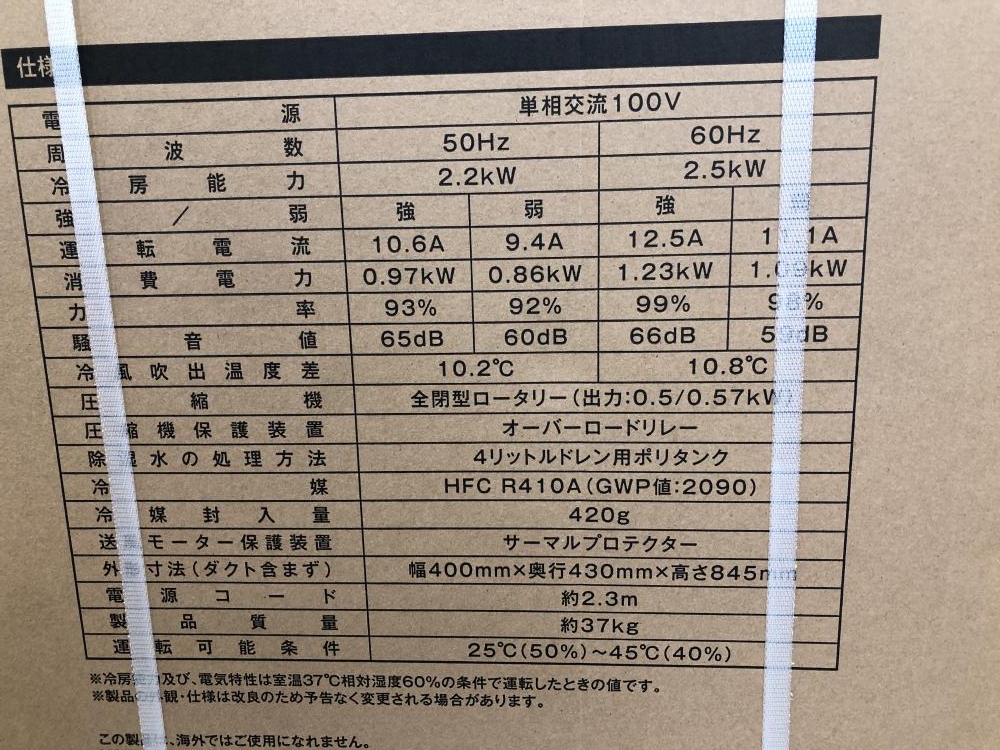 仕様
電源 単相交流100V
周波数 50Hz 60Hz
冷房能力 2.2kW 2.5kW
強／弱 強 弱 強
運転電流 10.6A 9.4A 12.5A
消費電力 0.97kW 0.86kW 1.23kW
力率 93% 92% 99%
騒音値 65dB 60dB 66dB
冷風吹出温度差 10.2℃ 10.8℃
圧縮機 全閉型ロータリー（出力:0.5/0.57kW）
圧縮機保護装置 オーバーロードリレー
除湿水の処理方法 4リットルドレン用ポリタンク
冷媒 HFC R410A（GWP値:2090）
冷媒封入量 420g
送風モーター保護装置 サーマルプロテクター
外形寸法（ダクト含まず） 幅400mm×奥行430mm×高さ845mm
電源コード 約2.3m
製品質量 約37kg
運転可能条件 25℃（50%）～45℃（40%）
※冷房能力及び、電気特性は室温37℃相対湿度60%の条件で運転したときの値です。
※製品の外観・仕様は改良のため予告なく変更される場合があります。
この製品は、海外ではご使用になれません。